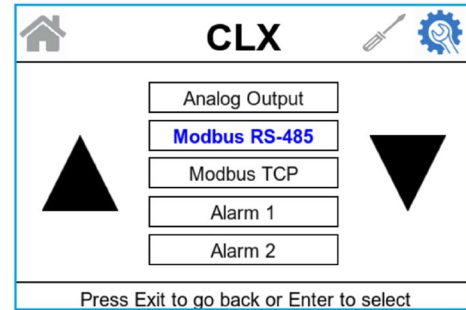 CLX
Analog Output
Modbus RS-485
Modbus TCP
Alarm 1
Alarm 2
Press Exit to go back or Enter to select